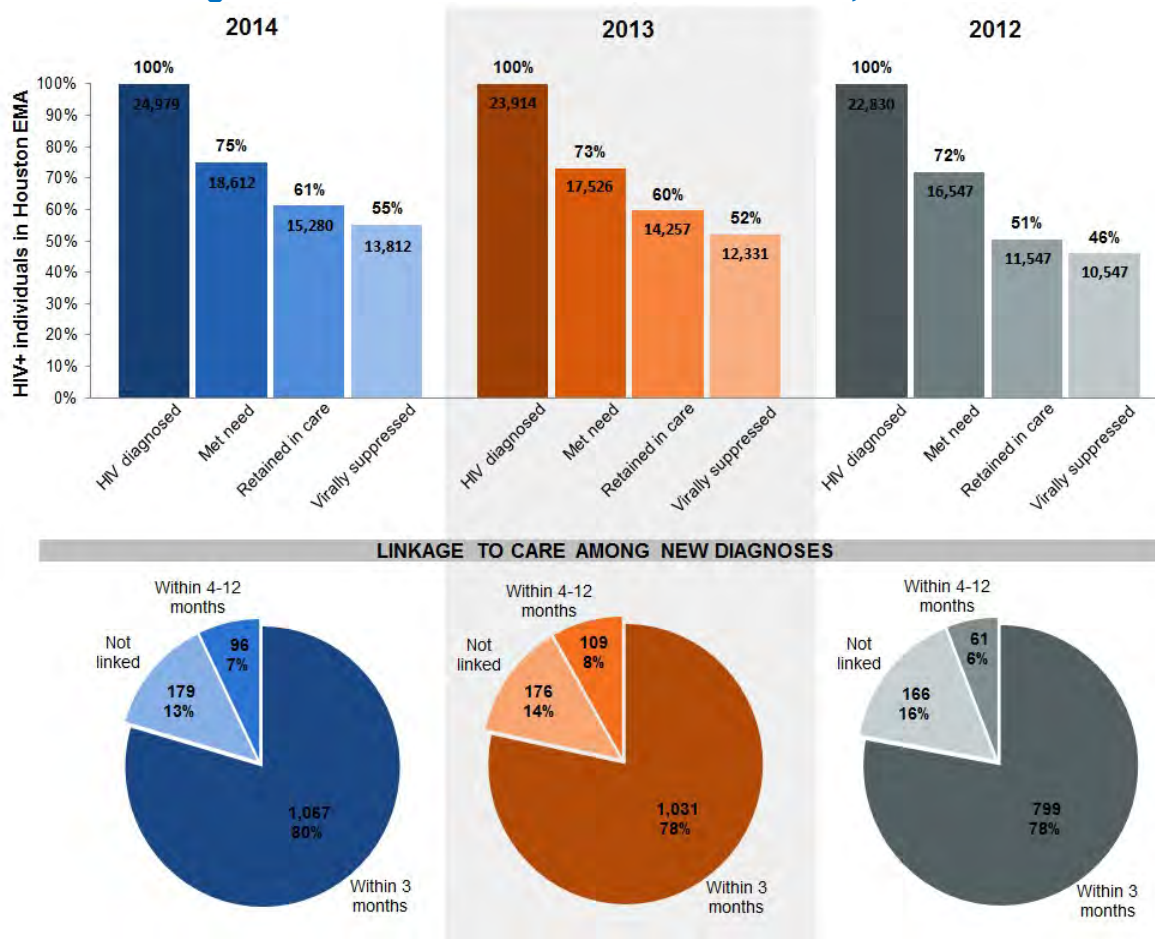 2014
2013
2012
HIV+ individuals in Houston EMA
100%
90%
80%
70%
60%
50%
40%
30%
20%
10%
0%
100%
24,979
75%
18,612
61%
15,280
55%
13,812
100%
23,914
73%
17,526
60%
14,257
52%
12,331
100%
22,830
72%
16,547
51%
11,547
46%
10,547
HIV diagnosed
Met need
Retained in care
Virally suppressed
HIV diagnosed
Met need
Retained in care
Virally suppressed
HIV diagnosed
Met need
Retained in care
Virally suppressed
LINKAGE TO CARE AMONG NEW DIAGNOSES
Within 4-12
months
Not
linked
96
7%
179
13%
1,067
80%
Within 3
months
Within 4-12
months
Not
linked
109
8%
176
14%
1,031
78%
Within 3
months
Within 4-12
months
Not
linked
61
6%
166
16%
799
78%
Within 3
months